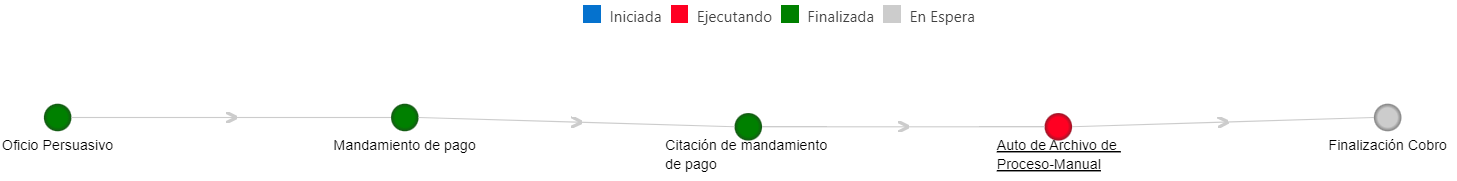 Iniciada Ejecutando Finalizada En Espera
Oficio Persuasivo
Mandamiento de pago
Citación de mandamiento
de pago
Auto de Archivo de
Proceso-Manual
Finalización Cobro